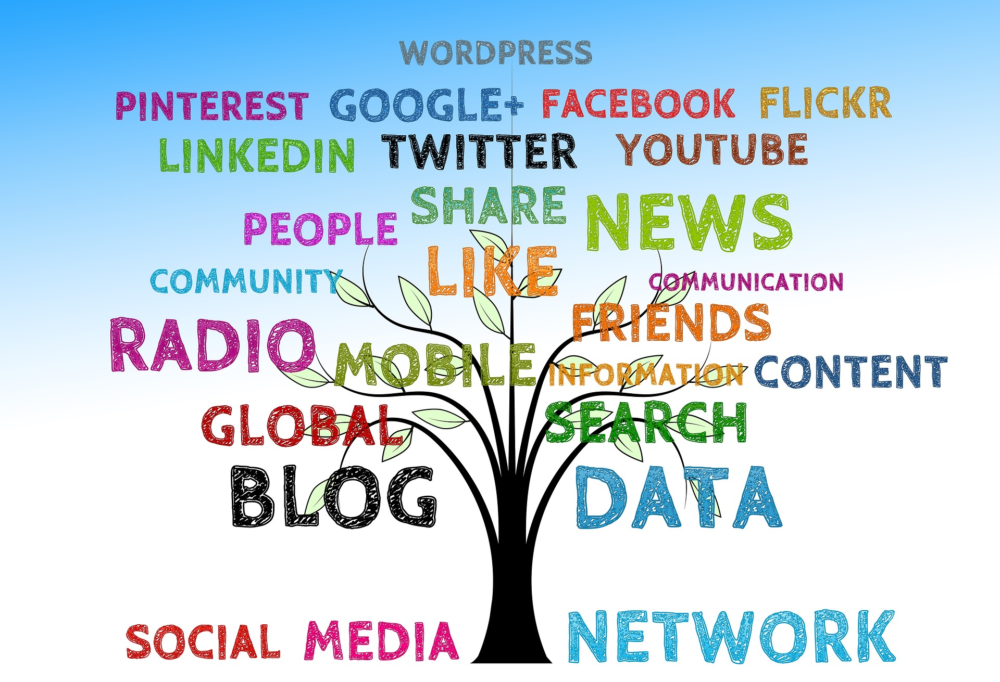 WORDPRESS
PINTEREST GOOGLE+ FACEBOOK FLICKR
LINKEDIN TWITTER YOUTUBE
SHARE NEWS
PEOPLE
LIKE
COMMUNITY COMMUNICATION
FRIENDS
RADIO MOBILE INFORMATION CONTENT
GLOBAL SEARCH
BLOG DATA
SOCIAL MEDIA NETWORK